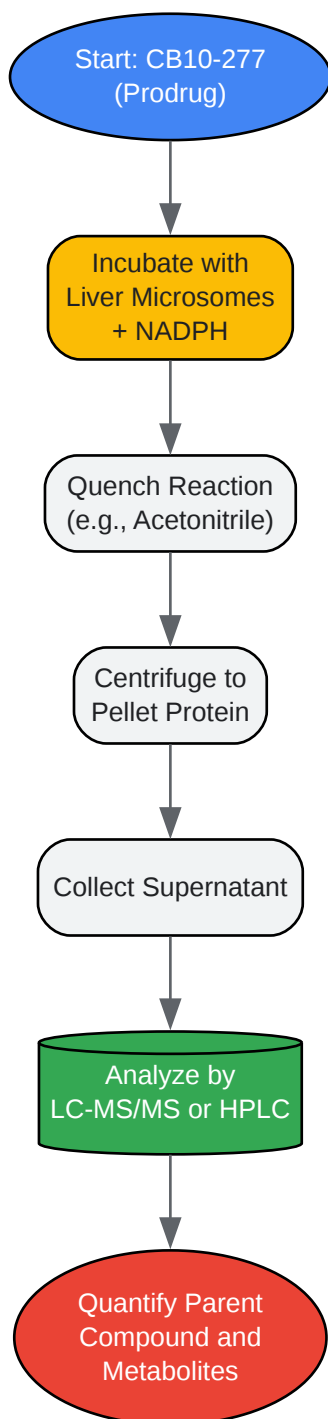 Start: CB10-277
(Prodrug)
Incubate with
Liver Microsomes
+ NADPH
Quench Reaction
(e.g., Acetonitrile)
Centrifuge to
Pellet Protein
Collect Supernatant
Analyze by
LC-MS/MS or HPLC
Quantify Parent
Compound and
Metabolites